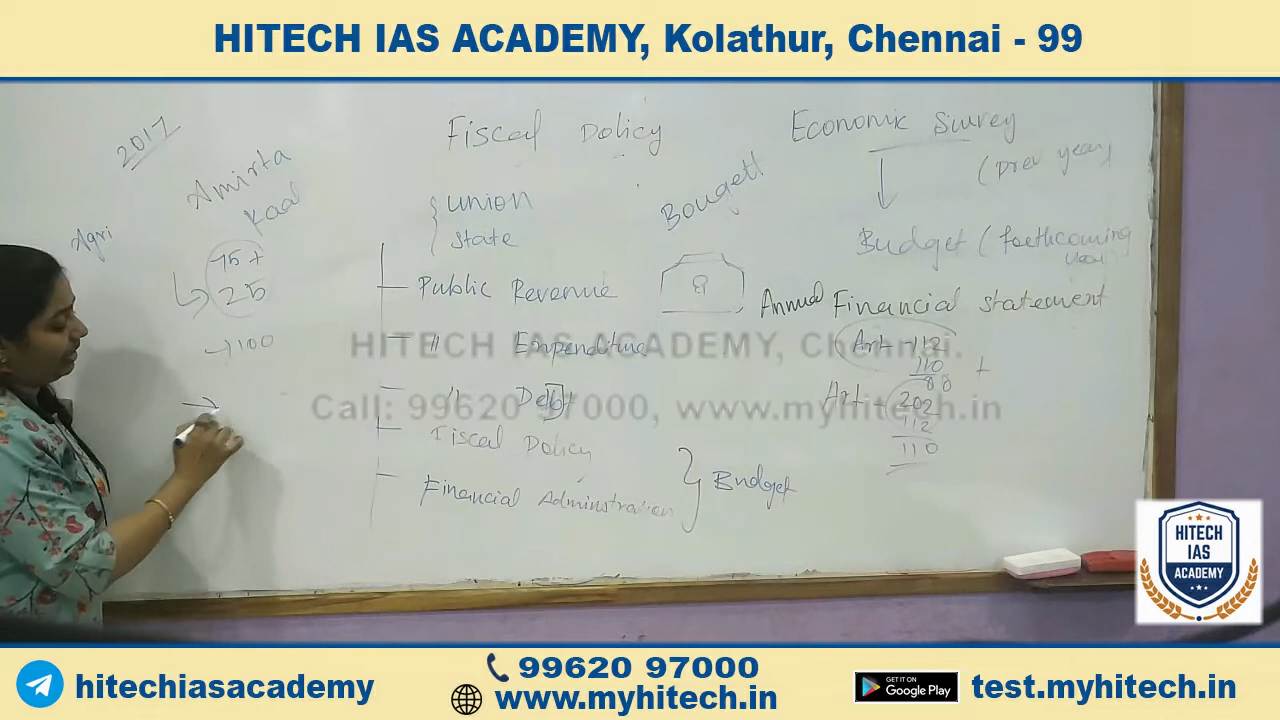 HITECH IAS ACADEMY, Kolathur, Chennai - 99
2017
Amirta
Kaal
Agri
75+
25
→100
Fiscal Policy
Union
State
Public Revenue
" Expenditure
" Debt
Fiscal Policy
Financial Adminstration
Budget
Bougett
Economic Survey
(Prev year)
Budget (forthcoming
year)
Annual Financial statement
Art - 112
110
Art - 202
112
110
HITECH IAS ACADEMY, Chennai.
Call: 99620 97000, www.myhitech.in
HITECH
IAS
ACADEMY
hitechiasacademy
99620 97000
www.myhitech.in
GET IT ON
Google Play
test.myhitech.in